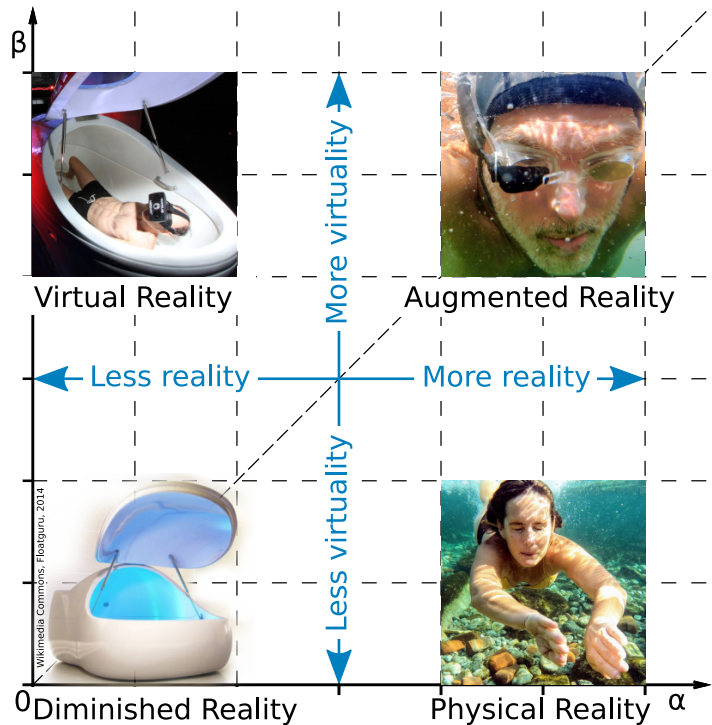 β
Virtual Reality
Augmented Reality
More virtuality
Less reality
More reality
Less virtuality
Wikimedia Commons, Floatguru, 2014
0
Diminished Reality
Physical Reality
α